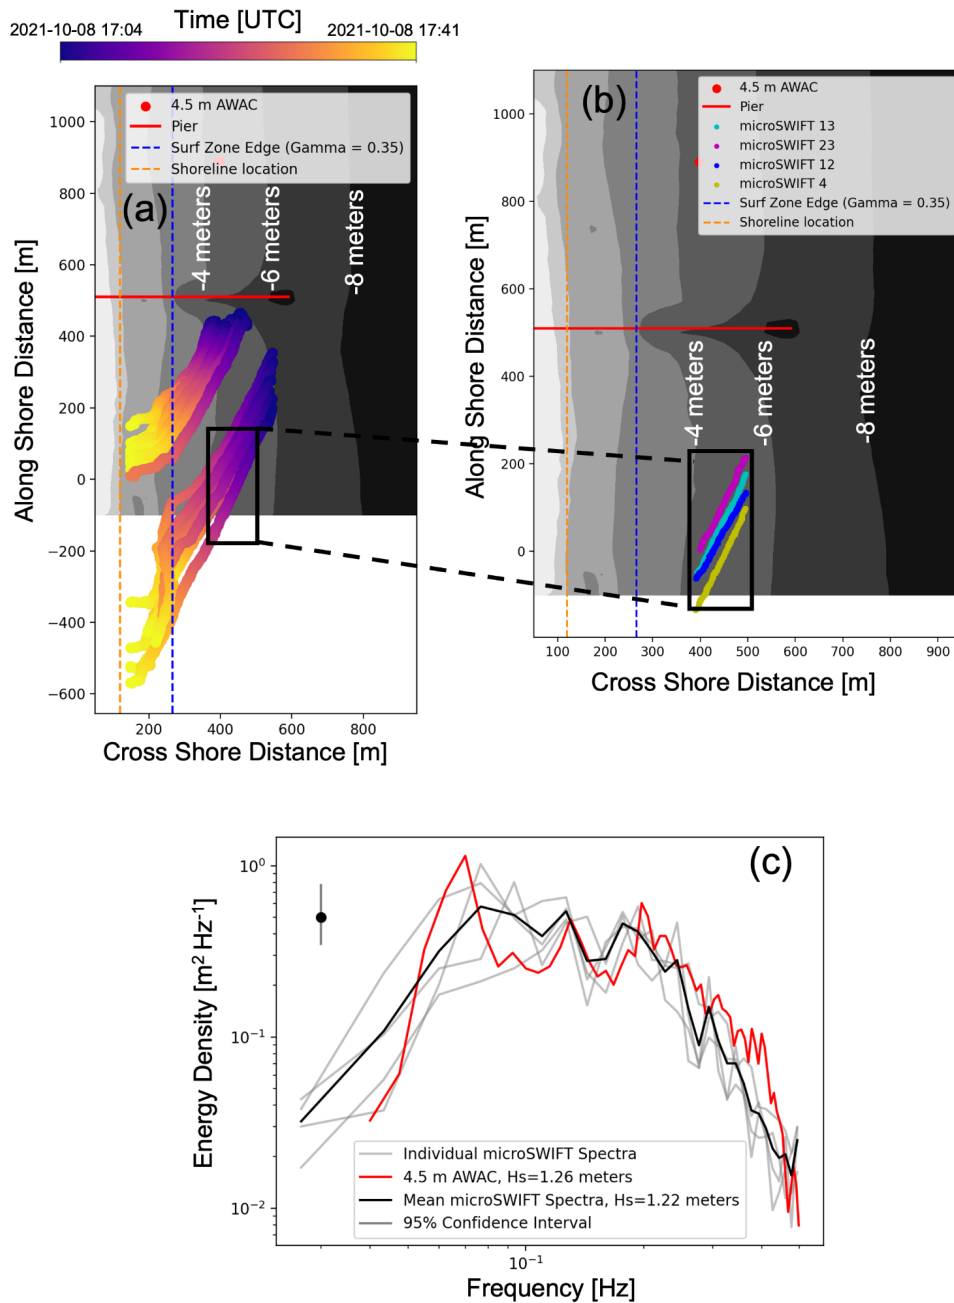 Time [UTC]
2021-10-08 17:04
2021-10-08 17:41
4.5 m AWAC
Pier
Surf Zone Edge (Gamma = 0.35)
Shoreline location
(a)
-4 meters
-6 meters
-8 meters
1000
800
600
400
200
0
−200
−400
−600
Along Shore Distance [m]
200
400
600
800
Cross Shore Distance [m]
(b)
4.5 m AWAC
Pier
microSWIFT 13
microSWIFT 23
microSWIFT 12
microSWIFT 4
Surf Zone Edge (Gamma = 0.35)
Shoreline location
-4 meters
-6 meters
-8 meters
1000
800
600
400
200
0
Along Shore Distance [m]
100
200
300
400
500
600
700
800
900
Cross Shore Distance [m]
(c)
10⁰
10⁻¹
10⁻²
Energy Density [m² Hz⁻¹]
Individual microSWIFT Spectra
4.5 m AWAC, Hs=1.26 meters
Mean microSWIFT Spectra, Hs=1.22 meters
95% Confidence Interval
10⁻¹
Frequency [Hz]